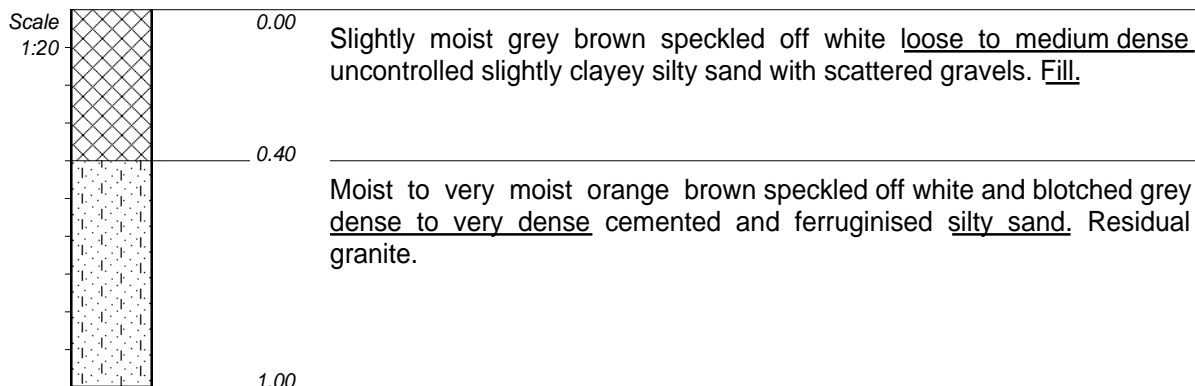 Scale
1:20
0.00
Slightly moist grey brown speckled off white loose to medium dense
uncontrolled slightly clayey silty sand with scattered gravels. Fill.
0.40
Moist to very moist orange brown speckled off white and blotched grey
dense to very dense cemented and ferruginised silty sand. Residual
granite.
1.00